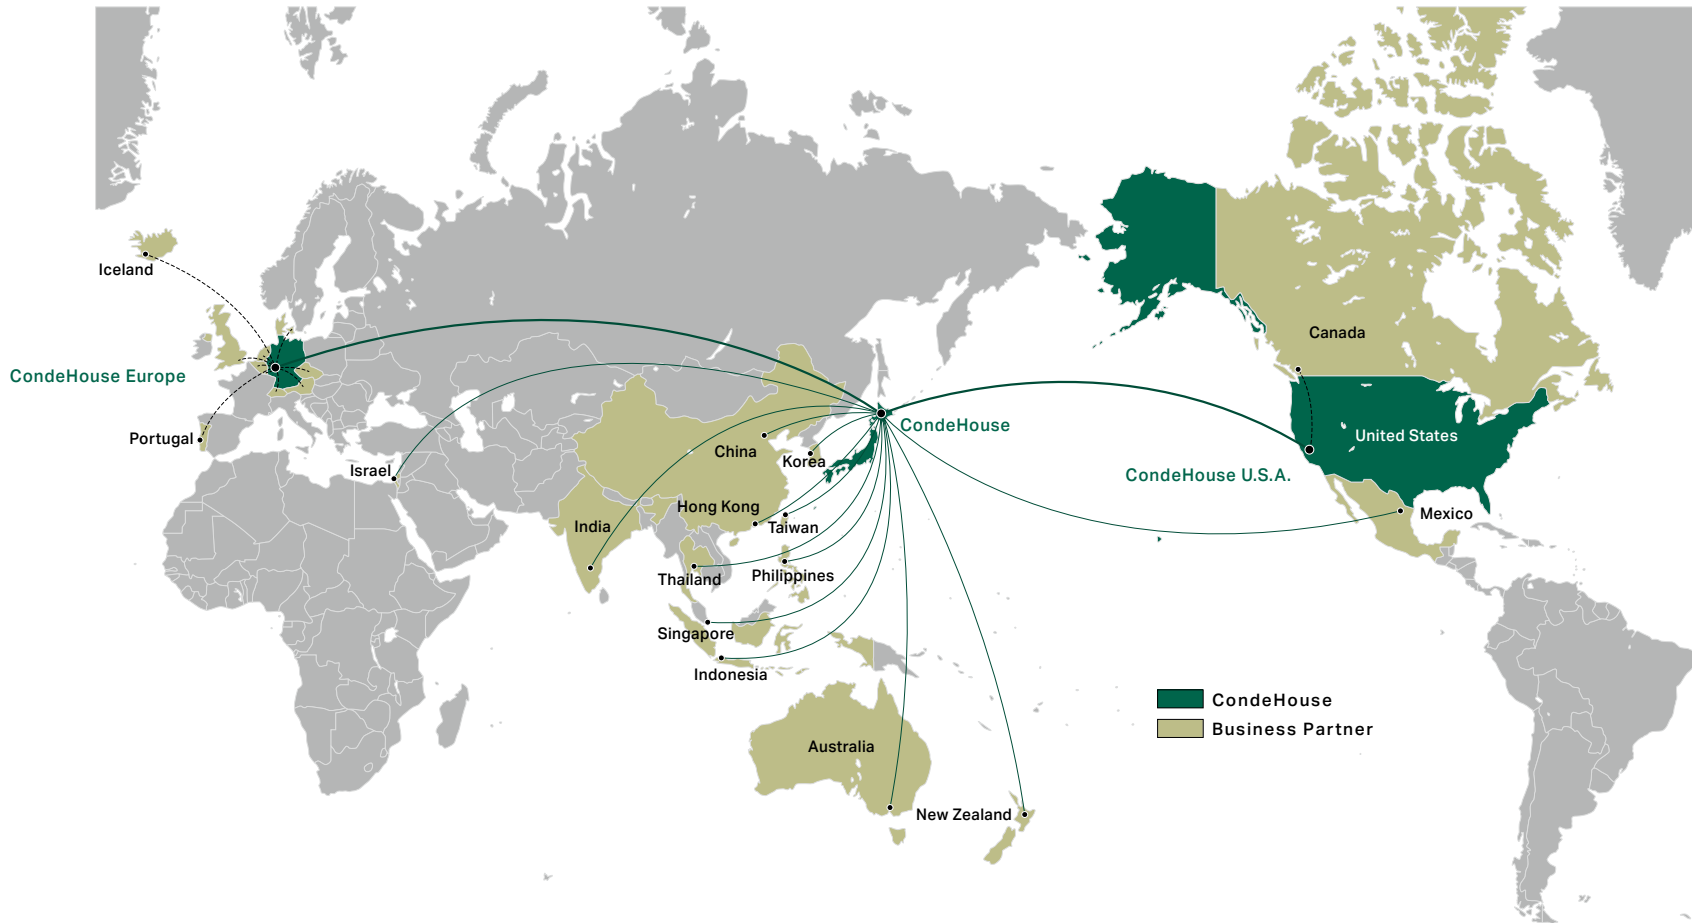 Iceland
Canada
CondeHouse Europe
CondeHouse
Portugal
United States
China
Korea
Israel
CondeHouse U.S.A.
Hong Kong
Mexico
India
Taiwan
Thailand
Philippines
Singapore
Indonesia
CondeHouse
Business Partner
Australia
New Zealand